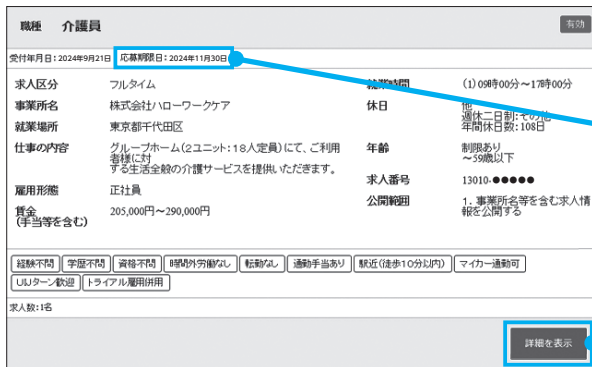 職種 介護員
有効
受付年月日：2024年9月21日 応募期限日：2024年11月30日
求人区分 フルタイム
事業所名 株式会社ハローワークケア
就業場所 東京都千代田区
仕事の内容 グループホーム(2ユニット：18人定員)にて、ご利用
者様に対
する生活全般の介護サービスを提供いただきます。
雇用形態 正社員
賃金
(手当等を含む) 205,000円～290,000円
就業時間 (1)09時00分～17時00分
休日 他
週休二日制：その他
年間休日数：108日
年齢 制限あり
～59歳以下
求人番号 13010-●●●●●
公開範囲 1．事業所名等を含む求人情
報を公開する
経験不問 学歴不問 資格不問 時間外労働なし 転勤なし 通勤手当あり 駅近(徒歩10分以内) マイカー通勤可
UIJターン歓迎 トライアル雇用併用
求人数：1名
詳細を表示